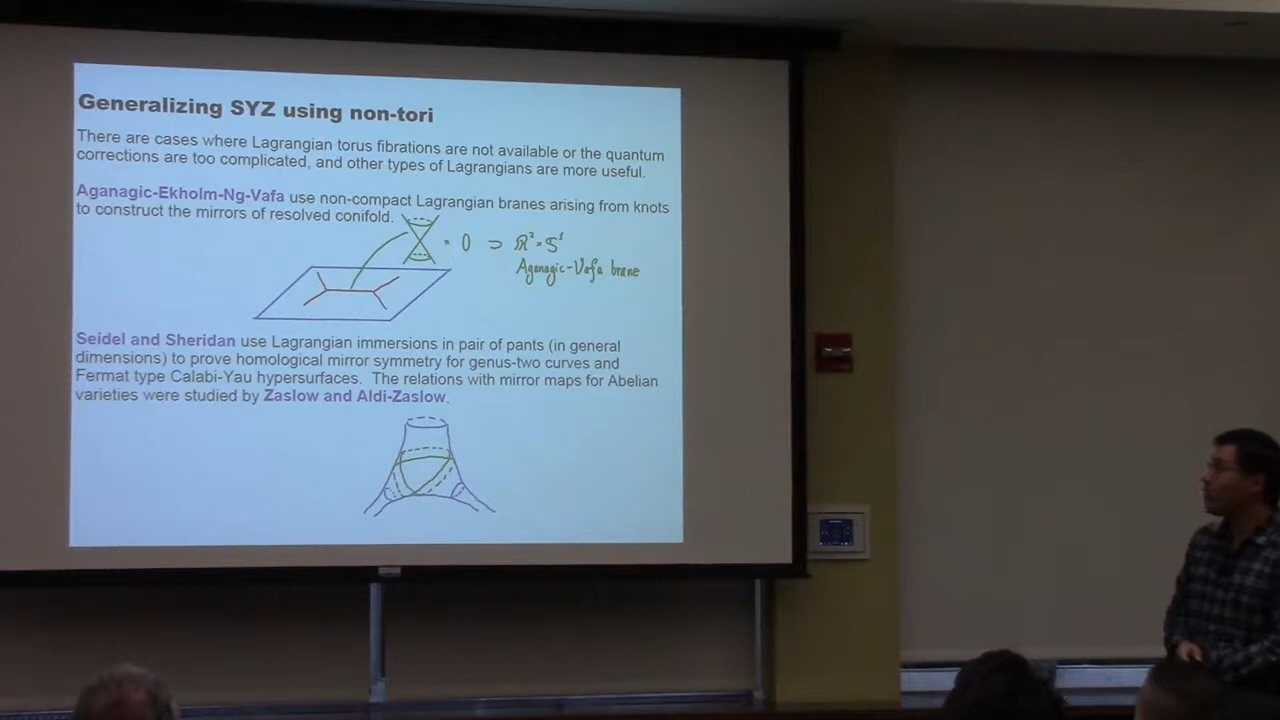 Generalizing SYZ using non-tori
There are cases where Lagrangian torus fibrations are not available or the quantum
corrections are too complicated, and other types of Lagrangians are more useful.
Aganagic-Ekholm-Ng-Vafa use non-compact Lagrangian branes arising from knots
to construct the mirrors of resolved conifold.
× 0 ⊃ ℝ² × S¹
Aganagic-Vafa brane
Seidel and Sheridan use Lagrangian immersions in pair of pants (in general
dimensions) to prove homological mirror symmetry for genus-two curves and
Fermat type Calabi-Yau hypersurfaces. The relations with mirror maps for Abelian
varieties were studied by Zaslow and Aldi-Zaslow.